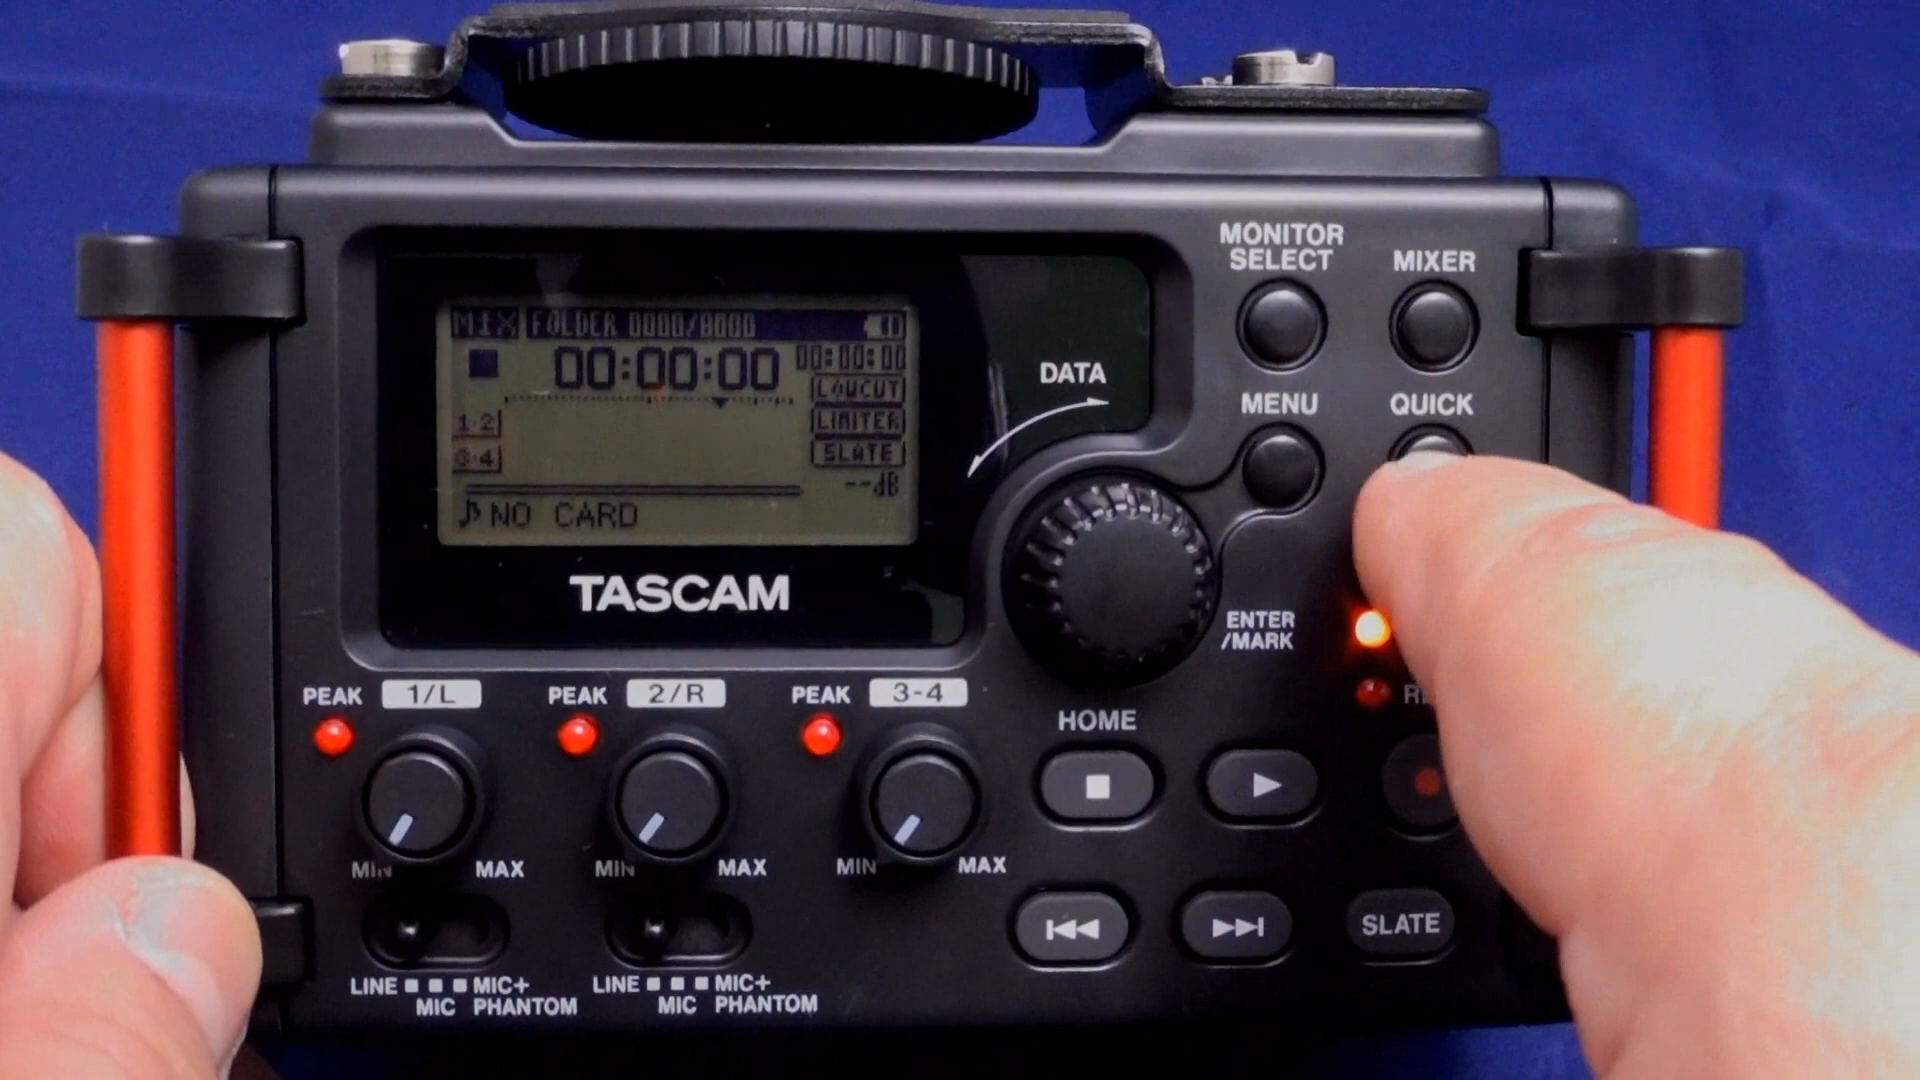 MONITOR
SELECT
MIXER
MIX FOLDER 0000/8000
00:00:00 00:00:00
LOWCUT
1-2 LIMITER
3-4 SLATE
--dB
NO CARD
DATA
MENU
QUICK
TASCAM
ENTER
/MARK
PEAK 1/L
PEAK 2/R
PEAK 3-4
HOME
MIN MAX
MIN MAX
MIN MAX
SLATE
LINE MIC+
MIC PHANTOM
LINE MIC+
MIC PHANTOM